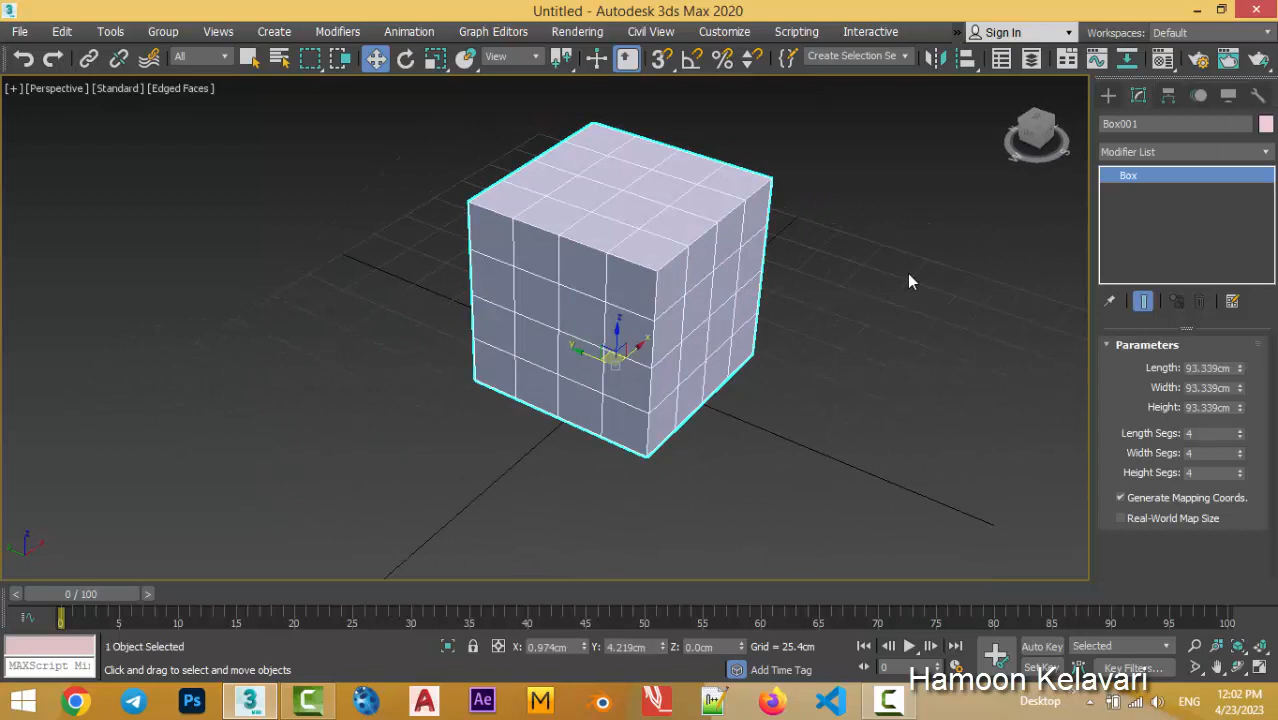 Untitled - Autodesk 3ds Max 2020
File Edit Tools Group Views Create Modifiers Animation Graph Editors Rendering Civil View Customize Scripting Interactive » Sign In Workspaces: Default
All View Create Selection Se
[+] [Perspective] [Standard] [Edged Faces]
Box001
Modifier List
Box
Parameters
Length: 93.339cm
Width: 93.339cm
Height: 93.339cm
Length Segs: 4
Width Segs: 4
Height Segs: 4
Generate Mapping Coords.
Real-World Map Size
z
x
y
< 0 / 100 >
0 5 10 15 20 25 30 35 40 45 50 55 60 65 70 75 80 85 90 95 100
1 Object Selected X: 0.974cm Y: 4.219cm Z: 0.0cm Grid = 25.4cm Auto Key Selected
MAXScript Mi Click and drag to select and move objects Add Time Tag 0 Set Key Key Filters...
Hamoon Kelavari
Desktop ENG
12:02 PM
4/23/2023